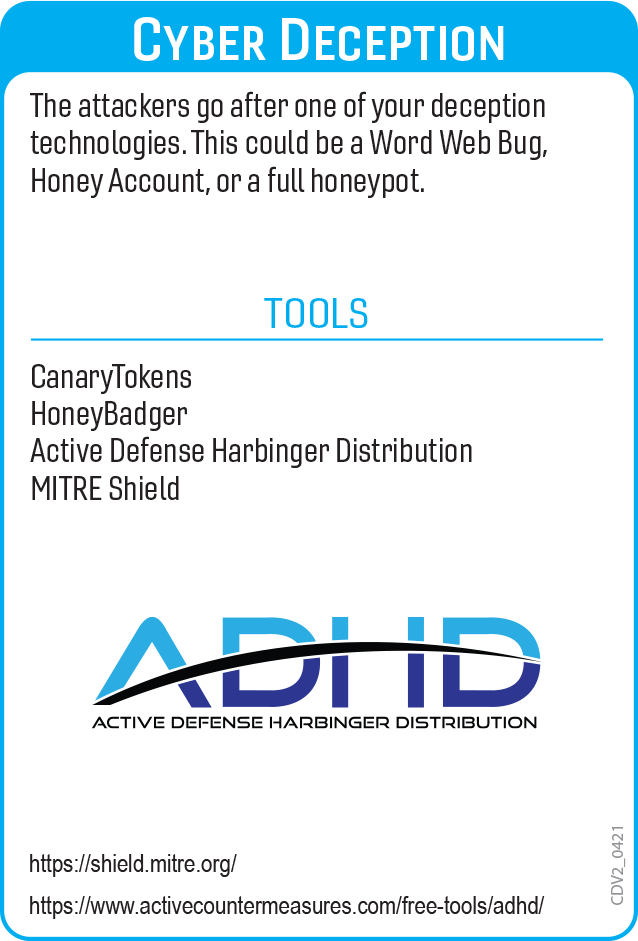 CYBER DECEPTION
The attackers go after one of your deception
technologies. This could be a Word Web Bug,
Honey Account, or a full honeypot.
TOOLS
CanaryTokens
HoneyBadger
Active Defense Harbinger Distribution
MITRE Shield
ADHD
ACTIVE DEFENSE HARBINGER DISTRIBUTION
https://shield.mitre.org/
https://www.activecountermeasures.com/free-tools/adhd/
CDV2_0421